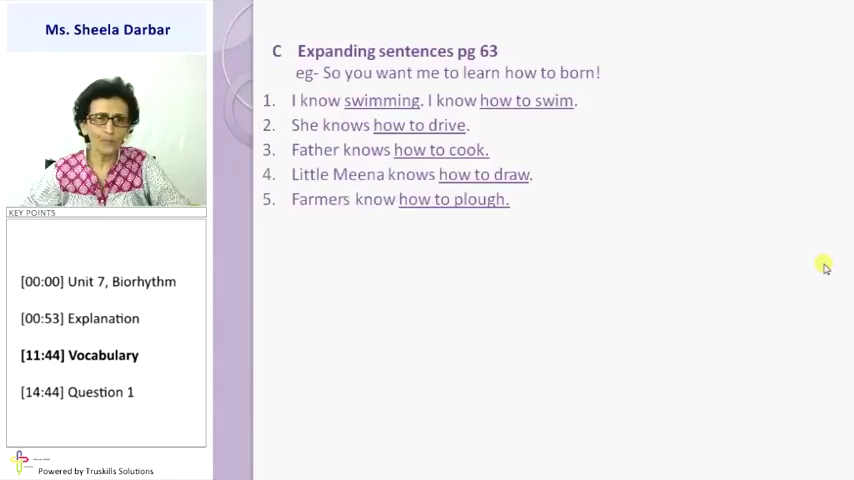 Ms. Sheela Darbar
KEY POINTS
[00:00] Unit 7, Biorhythm
[00:53] Explanation
[11:44] Vocabulary
[14:44] Question 1
Powered by Truskills Solutions
C Expanding sentences pg 63
eg- So you want me to learn how to born!
1. I know swimming. I know how to swim.
2. She knows how to drive.
3. Father knows how to cook.
4. Little Meena knows how to draw.
5. Farmers know how to plough.